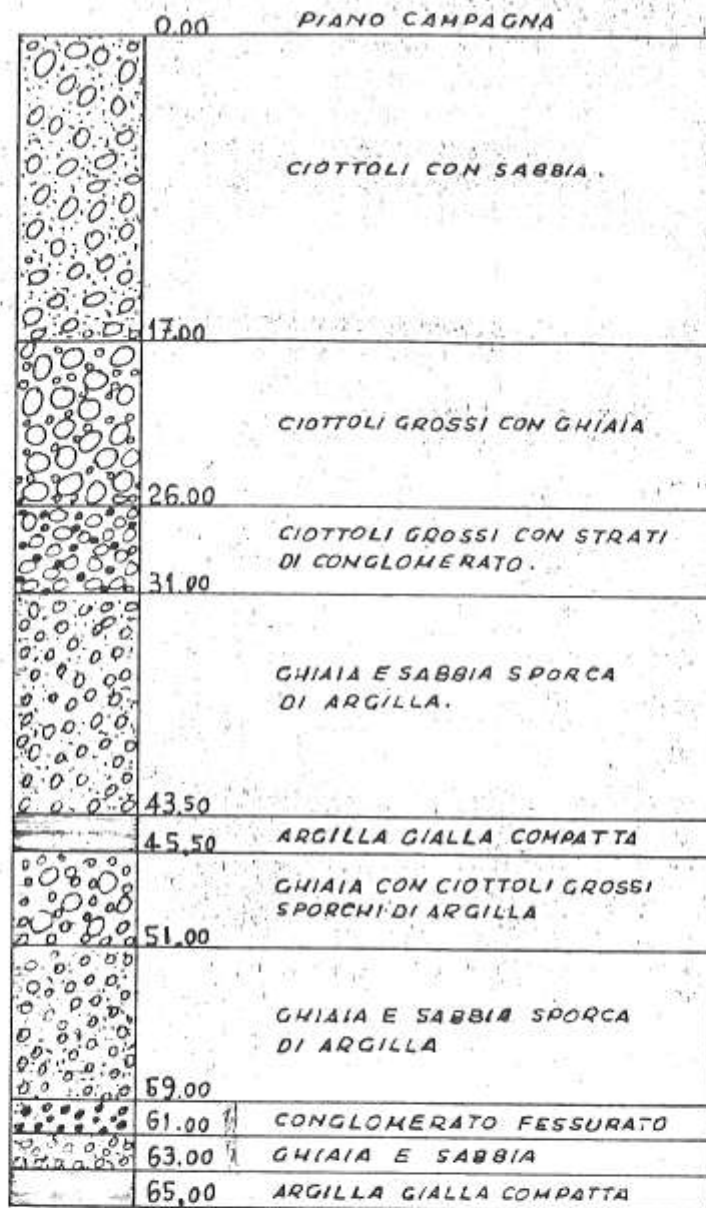 0.00 PIANO CAMPAGNA
CIOTTOLI CON SABBIA.
17.00
CIOTTOLI GROSSI CON GHIAIA
26.00
CIOTTOLI GROSSI CON STRATI
DI CONGLOMERATO.
31.00
GHIAIA E SABBIA SPORCA
DI ARGILLA.
43,50
45,50 ARGILLA GIALLA COMPATTA
GHIAIA CON CIOTTOLI GROSSI
SPORCHI DI ARGILLA
51,00
GHIAIA E SABBIA SPORCA
DI ARGILLA
59.00
61.00 CONGLOMERATO FESSURATO
63.00 GHIAIA E SABBIA
65,00 ARGILLA GIALLA COMPATTA